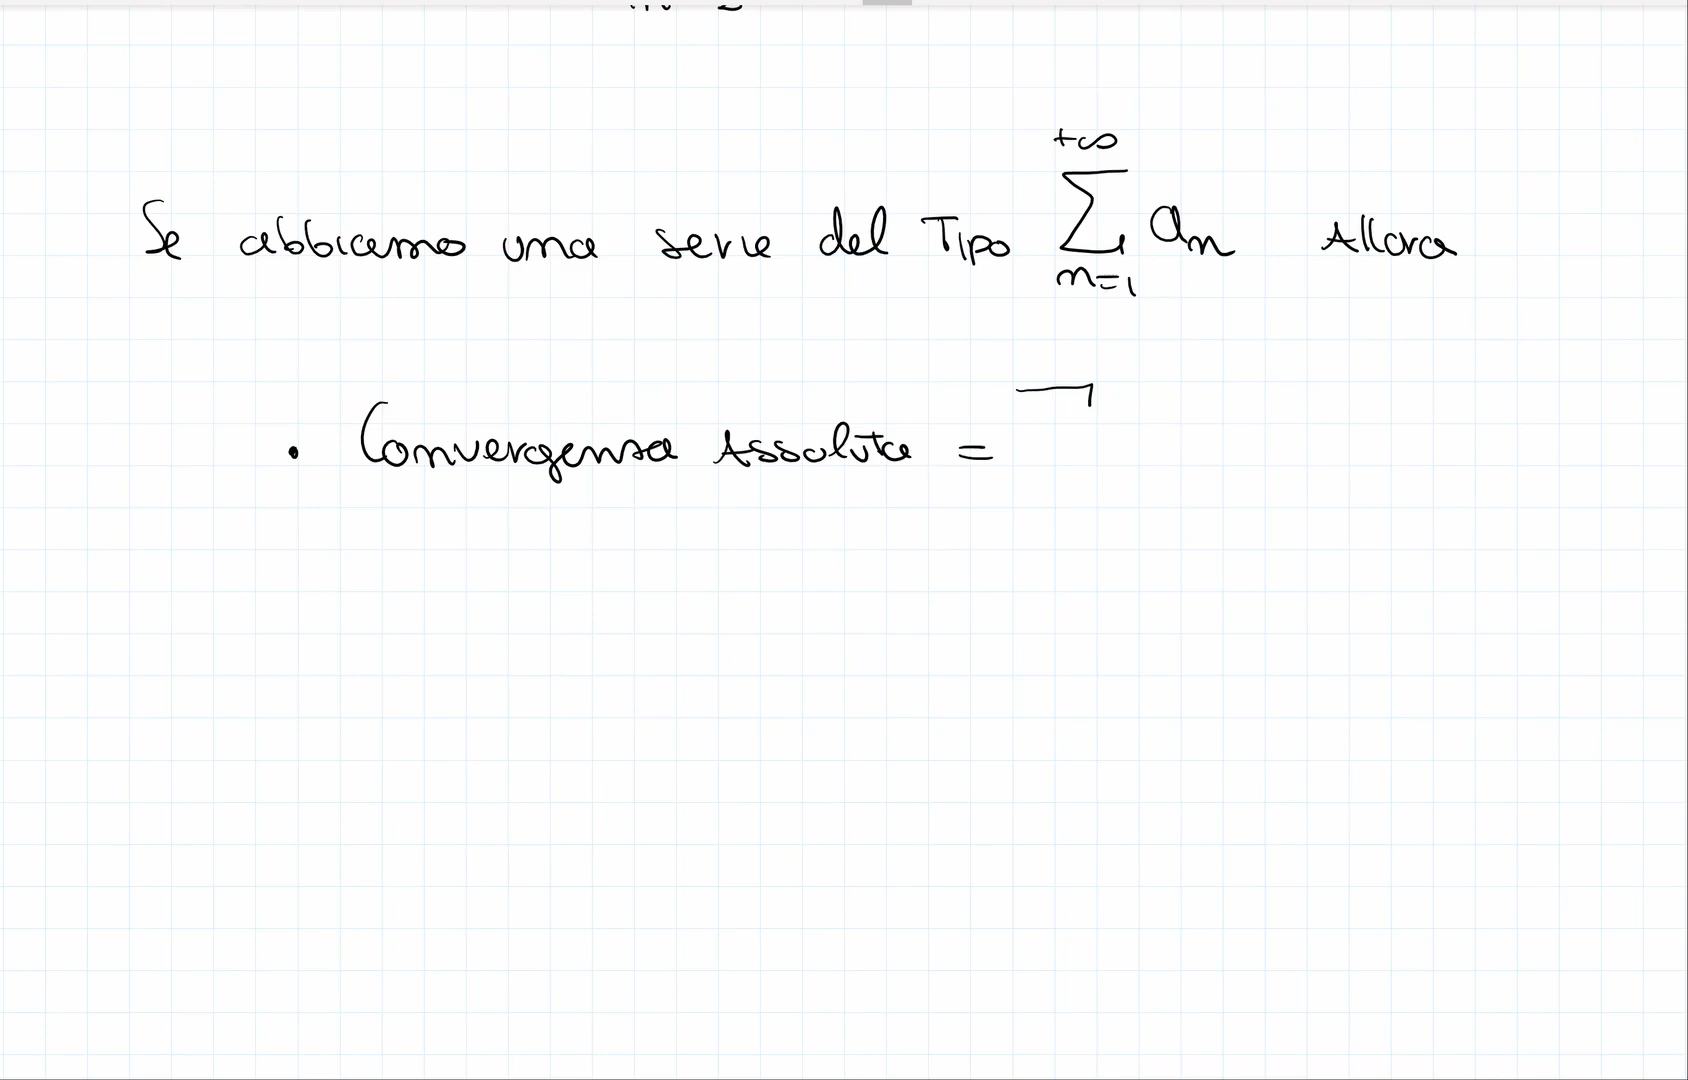 Se abbiamo una serie del Tipo +∞ ∑ n=1 an Allora
• Convergenza Assoluta =